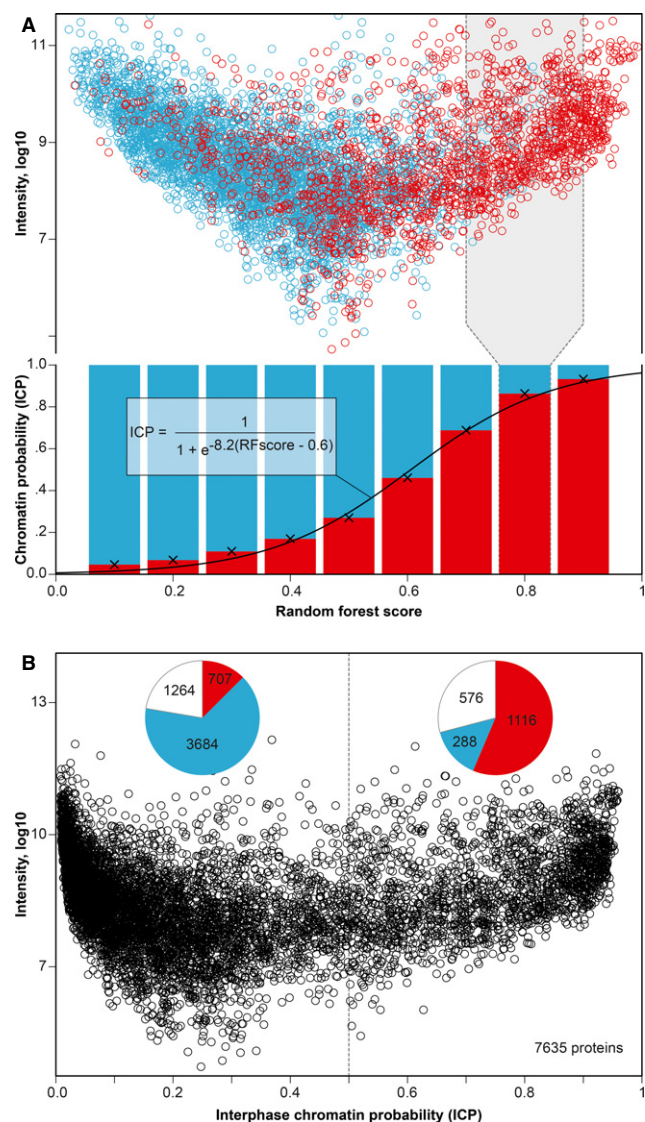 A
11
9
7
Intensity, log10
1.0
.8
.6
.4
.2
0.0
Chromatin probability (ICP)
ICP = 1
1 + e^-8.2(RFscore - 0.6)
0.0 0.2 0.4 0.6 0.8 1
Random forest score
B
13
10
7
Intensity, log10
1264 707
3684
576
1116
288
7635 proteins
0.0 0.2 0.4 0.6 0.8 1
Interphase chromatin probability (ICP)